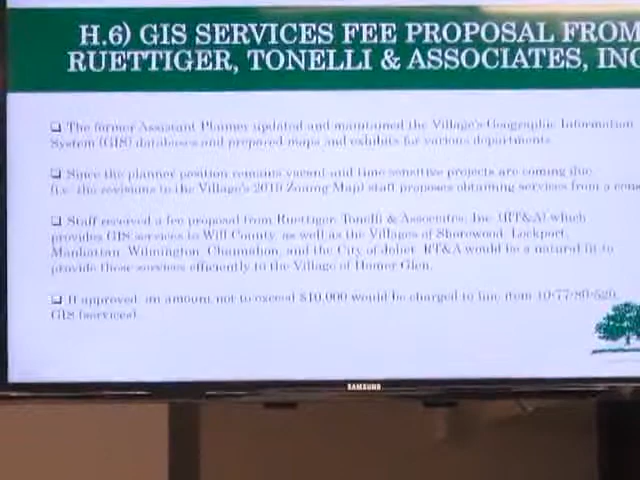 H.6) GIS SERVICES FEE PROPOSAL FROM
RUETTIGER, TONELLI & ASSOCIATES, INC
❑ The former Assistant Planner updated and maintained the Village's Geographic Information
System (GIS) databases and prepared maps and exhibits for various departments.
❑ Since the planner position remains vacant and time sensitive projects are coming due
(i.e. the revisions to the Village's 2010 Zoning Map) staff proposes obtaining services from a
❑ Staff received a fee proposal from Ruettiger, Tonelli & Associates, Inc. (RT&A) which
provides GIS services to Will County, as well as the Villages of Shorewood, Lockport,
Manhattan, Wilmington, Channahon, and the City of Joliet. RT&A would be a natural fit to
provide these services efficiently to the Village of Homer Glen.
❑ If approved, an amount not to exceed $10,000 would be charged to line item
GIS (services).
SAMSUNG